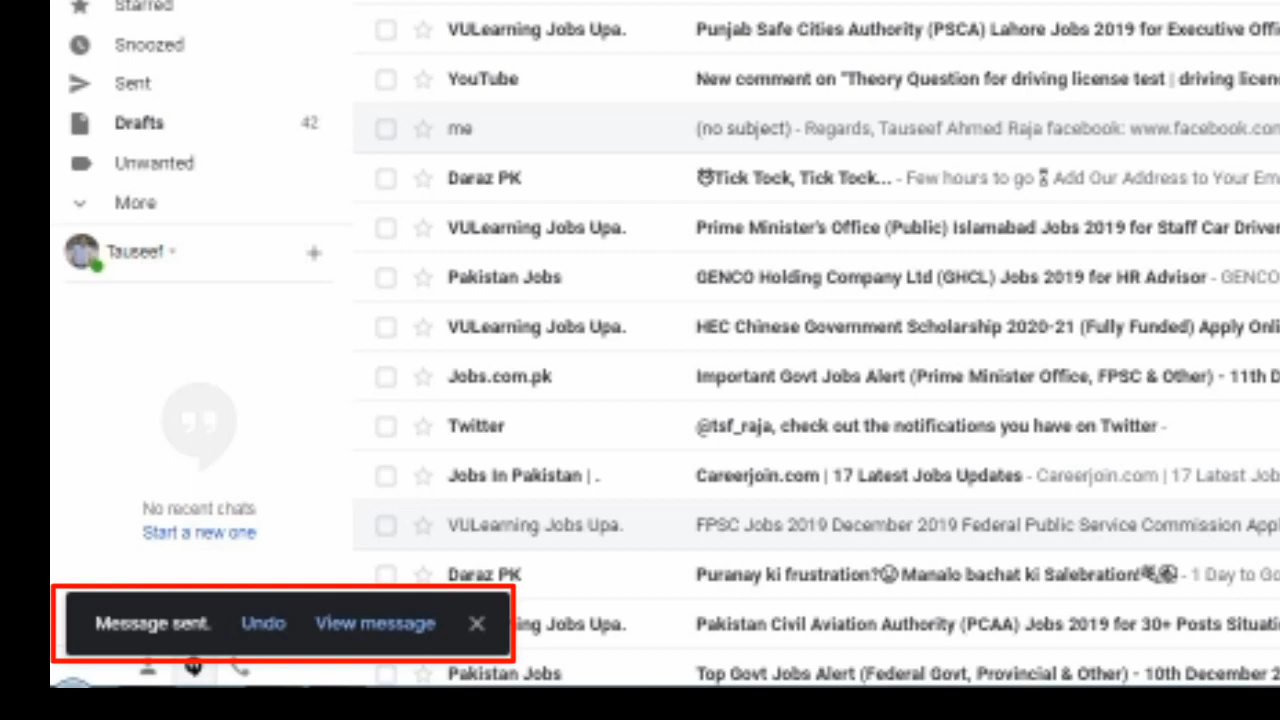 Starred
Snoozed
Sent
Drafts 42
Unwanted
More
Tauseef
No recent chats
Start a new one
VULearning Jobs Upa. Punjab Safe Cities Authority (PSCA) Lahore Jobs 2019 for Executive Offi
YouTube New comment on "Theory Question for driving license test | driving licen
me (no subject) - Regards, Tauseef Ahmed Raja facebook: www.facebook.con
Daraz PK 😈Tick Tock, Tick Tock... - Few hours to go ⏳ Add Our Address to Your Em
VULearning Jobs Upa. Prime Minister's Office (Public) Islamabad Jobs 2019 for Staff Car Driver
Pakistan Jobs GENCO Holding Company Ltd (GHCL) Jobs 2019 for HR Advisor - GENCO
VULearning Jobs Upa. HEC Chinese Government Scholarship 2020-21 (Fully Funded) Apply Onli
Jobs.com.pk Important Govt Jobs Alert (Prime Minister Office, FPSC & Other) - 11th D
Twitter @tsf_raja, check out the notifications you have on Twitter -
Jobs In Pakistan | . Careerjoin.com | 17 Latest Jobs Updates - Careerjoin.com | 17 Latest Job
VULearning Jobs Upa. FPSC Jobs 2019 December 2019 Federal Public Service Commission Appl
Daraz PK Puranay ki frustration? Manalo bachat ki Salebration! - 1 Day to Go
ing Jobs Upa. Pakistan Civil Aviation Authority (PCAA) Jobs 2019 for 30+ Posts Situati
Pakistan Jobs Top Govt Jobs Alert (Federal Govt, Provincial & Other) - 10th December 2
Message sent. Undo View message